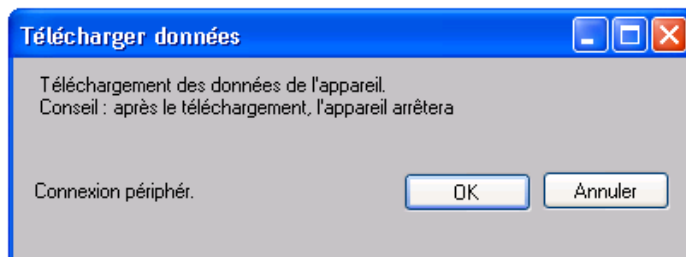 Télécharger données
Téléchargement des données de l'appareil.
Conseil : après le téléchargement, l'appareil arrêtera
Connexion périphér.
OK
Annuler